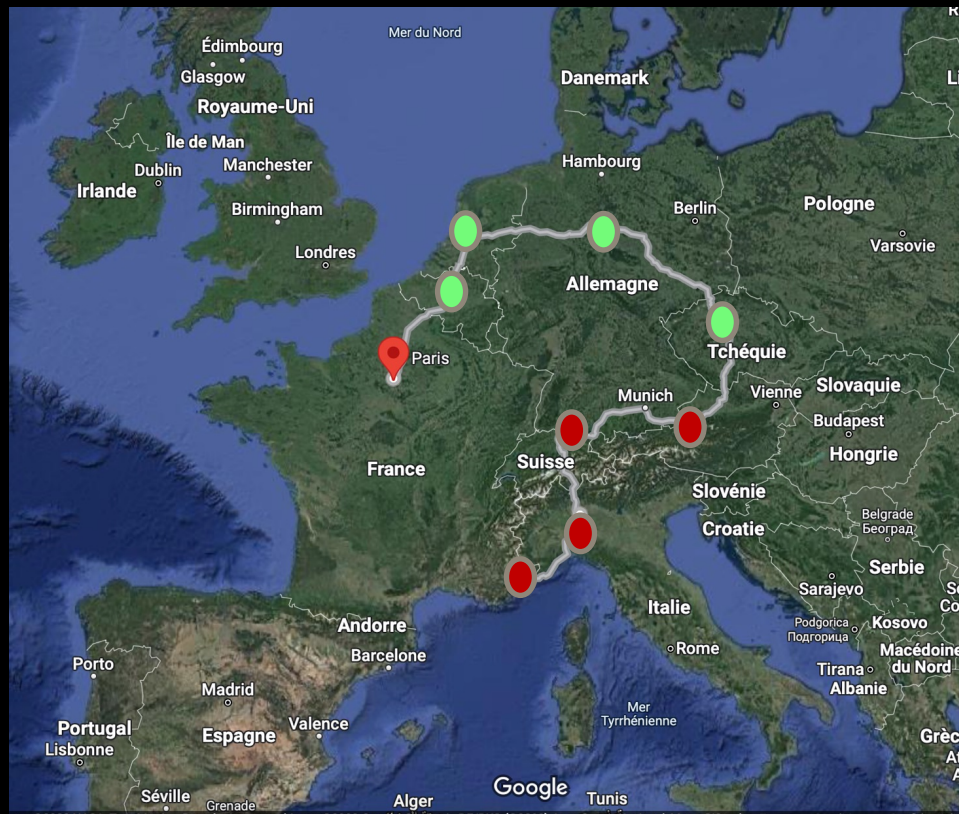 R
Mer du Nord
Édimbourg
Glasgow
Danemark
Li
Royaume-Uni
Île de Man
Hambourg
Manchester
Dublin
Irlande
Pologne
Birmingham
Berlin
Varsovie
Londres
Allemagne
Tchéquie
Paris
Slovaquie
Munich
Vienne
Budapest
Hongrie
Suisse
France
Slovénie
Belgrade
Београд
Croatie
Serbie
Sarajevo
Italie
Andorre
Podgorica
Подгорица
Kosovo
Rome
Macédoine
du Nord
Barcelone
Porto
Tirana
Albanie
Madrid
Mer
Tyrrhénienne
Valence
Portugal
Espagne
Lisbonne
Grèc
Google
Séville
Grenade
Alger
Tunis